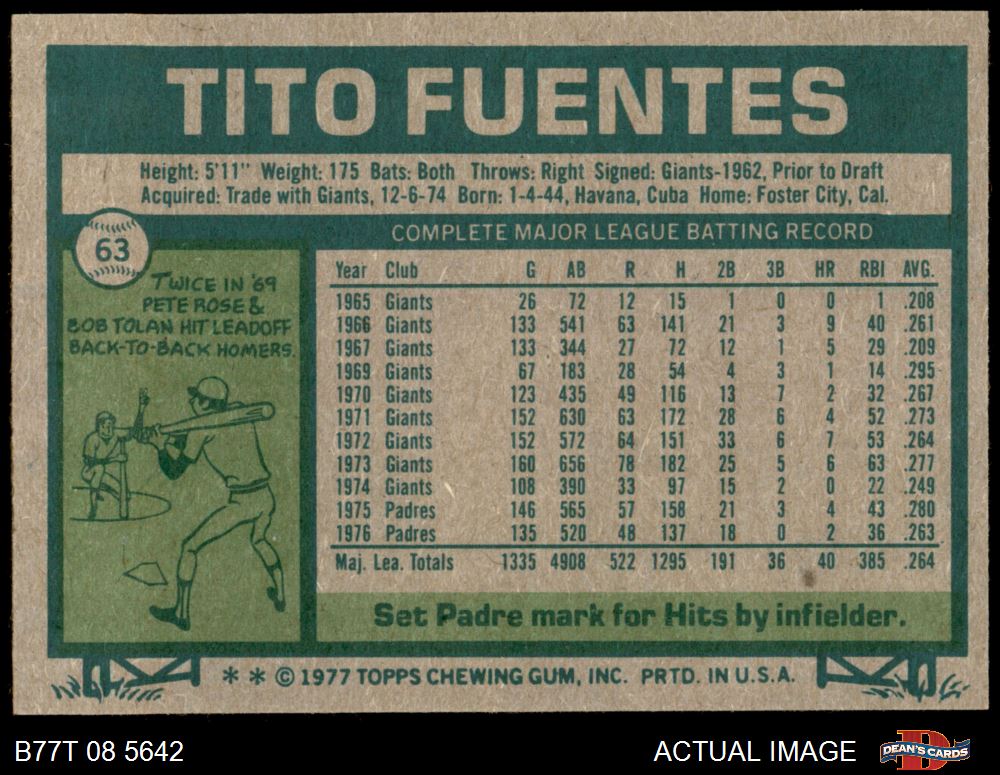 TITO FUENTES
Height: 5'11" Weight: 175 Bats: Both Throws: Right Signed: Giants-1962, Prior to Draft
Acquired: Trade with Giants, 12-6-74 Born: 1-4-44, Havana, Cuba Home: Foster City, Cal.
63
TWICE IN '69
PETE ROSE &
BOB TOLAN HIT LEADOFF
BACK-TO-BACK HOMERS.
COMPLETE MAJOR LEAGUE BATTING RECORD
Year Club G AB R H 2B 3B HR RBI AVG.
1965 Giants 26 72 12 15 1 0 0 1 .208
1966 Giants 133 541 63 141 21 3 9 40 .261
1967 Giants 133 344 27 72 12 1 5 29 .209
1969 Giants 67 183 28 54 4 3 1 14 .295
1970 Giants 123 435 49 116 13 7 2 32 .267
1971 Giants 152 630 63 172 28 6 4 52 .273
1972 Giants 152 572 64 151 33 6 7 53 .264
1973 Giants 160 656 78 182 25 5 6 63 .277
1974 Giants 108 390 33 97 15 2 0 22 .249
1975 Padres 146 565 57 158 21 3 4 43 .280
1976 Padres 135 520 48 137 18 0 2 36 .263
Maj. Lea. Totals 1335 4908 522 1295 191 36 40 385 .264
Set Padre mark for Hits by infielder.
* * © 1977 TOPPS CHEWING GUM, INC. PRTD. IN U.S.A.
B77T 08 5642
ACTUAL IMAGE
D
DEAN'S CARDS